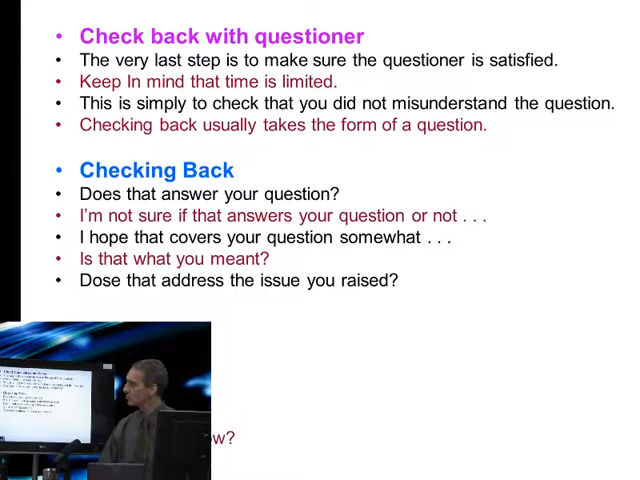 • Check back with questioner
• The very last step is to make sure the questioner is satisfied.
• Keep In mind that time is limited.
• This is simply to check that you did not misunderstand the question.
• Checking back usually takes the form of a question.
• Checking Back
• Does that answer your question?
• I'm not sure if that answers your question or not . . .
• I hope that covers your question somewhat . . .
• Is that what you meant?
• Dose that address the issue you raised?
ow?